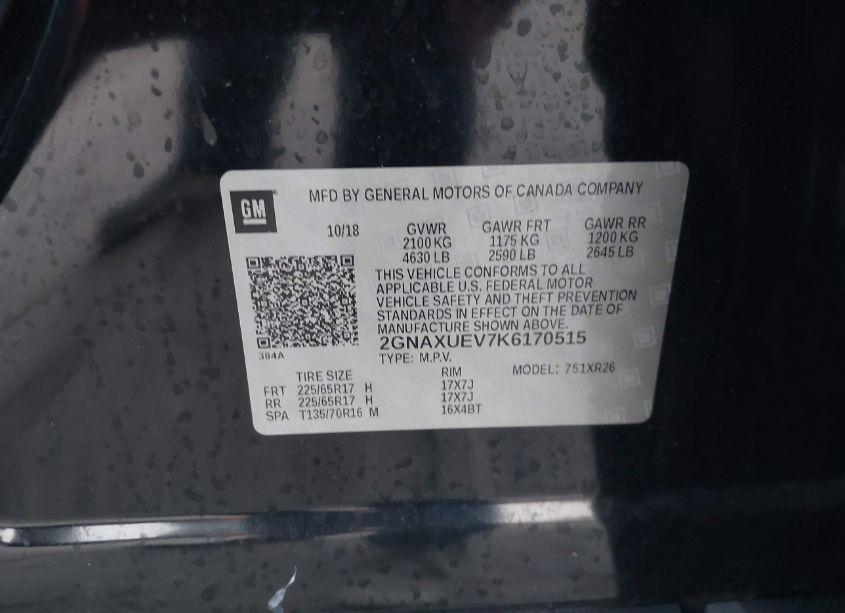 GM
MFD BY GENERAL MOTORS OF CANADA COMPANY
10/18 GVWR GAWR FRT GAWR RR
2100 KG 1175 KG 1200 KG
4630 LB 2590 LB 2645 LB
THIS VEHICLE CONFORMS TO ALL
APPLICABLE U.S. FEDERAL MOTOR
VEHICLE SAFETY AND THEFT PREVENTION
STANDARDS IN EFFECT ON THE DATE OF
MANUFACTURE SHOWN ABOVE.
2GNAXUEV7K6170515
384A
TYPE: M.P.V. MODEL: 751XR26
TIRE SIZE RIM
FRT 225/65R17 H 17X7J
RR 225/65R17 H 17X7J
SPA T135/70R16 M 16X4BT